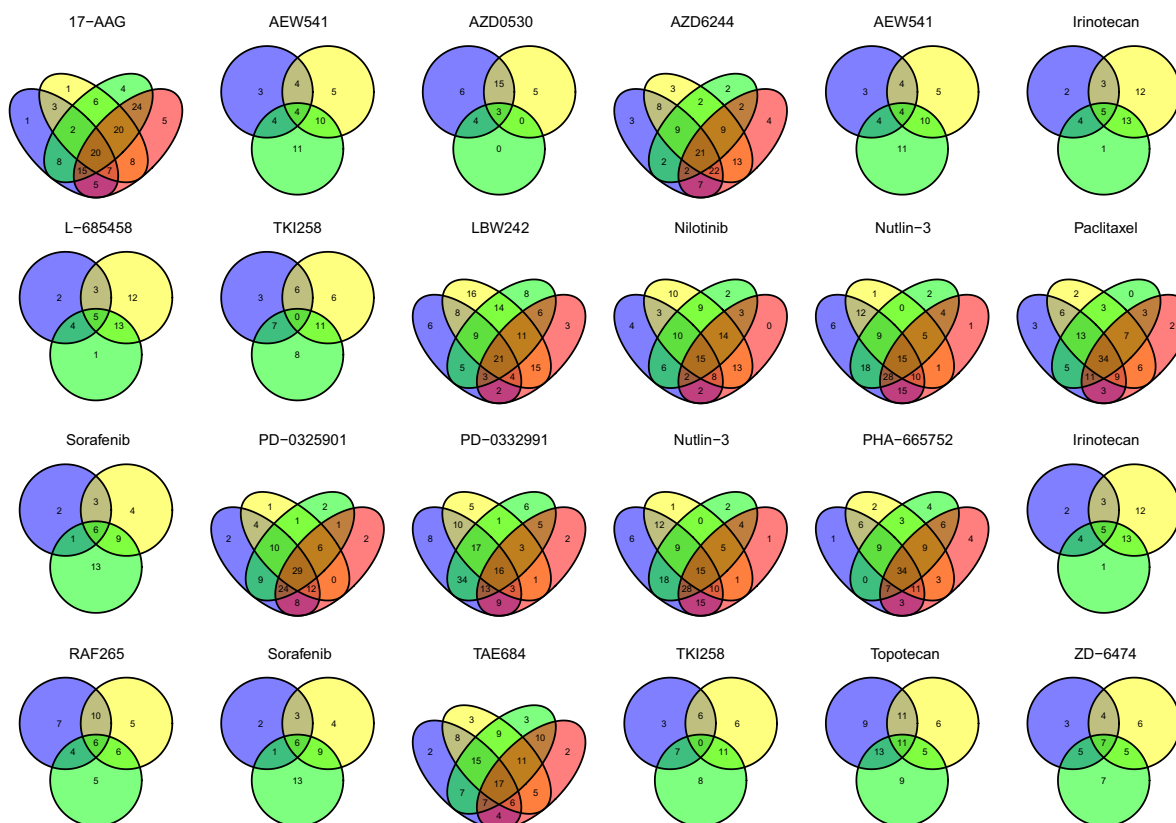 17−AAG AEW541 AZD0530 AZD6244 AEW541 Irinotecan
1 1 4 5 3 6 24 2 20 8 20 8 15 7 5
3 4 5 4 4 10 11
6 15 5 4 3 0 0
3 3 2 4 8 2 2 9 9 2 21 13 2 22 7
3 4 5 4 4 10 11
2 3 12 4 5 13 1
L−685458 TKI258 LBW242 Nilotinib Nutlin−3 Paclitaxel
2 3 12 4 5 13 1
3 6 6 7 0 11 8
6 16 8 3 8 14 6 9 11 5 21 15 3 4 2
4 10 2 0 3 9 3 10 14 6 15 13 2 8 2
6 1 2 1 12 0 4 9 5 18 15 1 28 10 15
3 2 0 2 6 3 3 13 7 5 34 6 11 9 3
Sorafenib PD−0325901 PD−0332991 Nutlin−3 PHA−665752 Irinotecan
2 3 4 1 6 9 13
2 1 2 2 4 1 1 10 6 9 29 0 24 12 8
8 5 6 2 10 1 5 17 3 34 16 1 13 3 9
6 1 2 1 12 0 4 9 5 18 15 1 28 10 15
1 2 4 4 6 3 6 9 9 0 34 3 7 11 3
2 3 12 4 5 13 1
RAF265 Sorafenib TAE684 TKI258 Topotecan ZD−6474
7 10 5 4 6 6 5
2 3 4 1 6 9 13
2 3 3 2 8 9 10 15 11 7 17 5 7 6 4
3 6 6 7 0 11 8
9 11 6 13 11 5 9
3 4 6 5 7 5 7